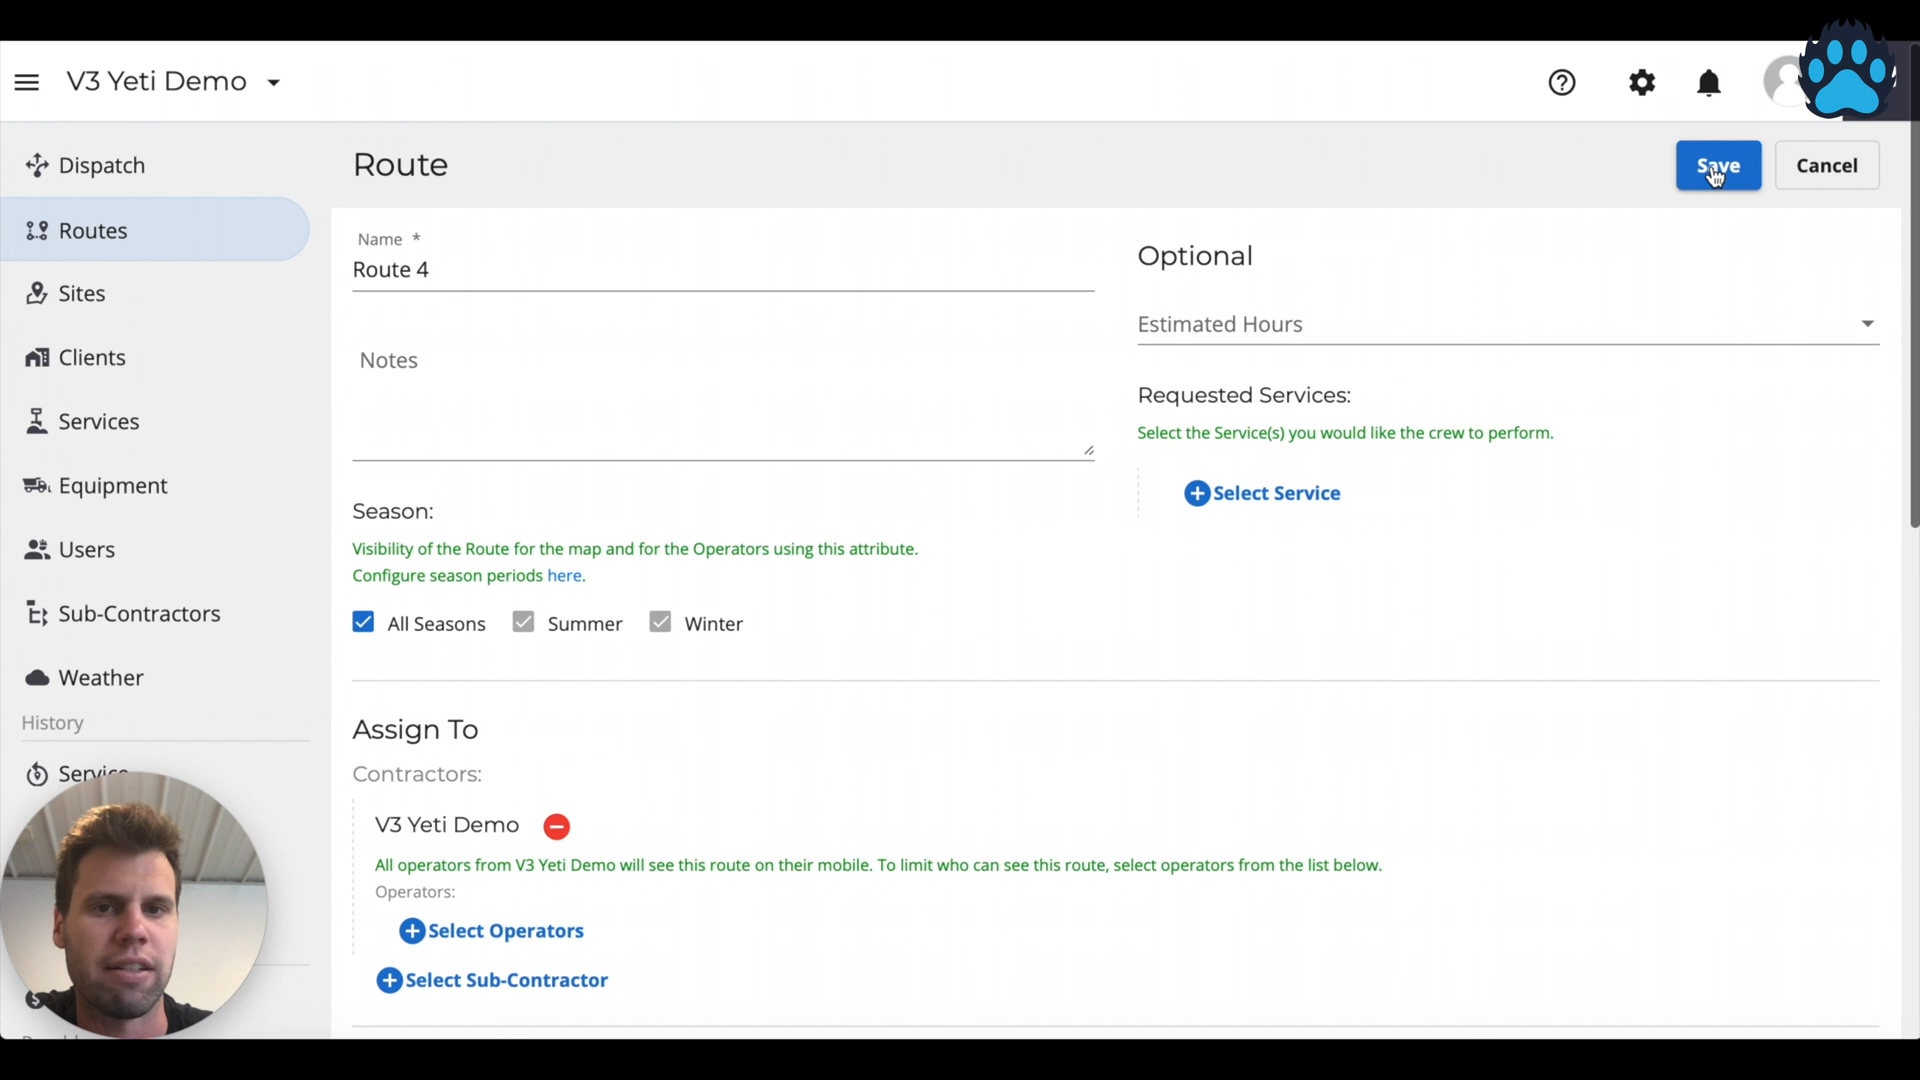 V3 Yeti Demo
Dispatch
Routes
Sites
Clients
Services
Equipment
Users
Sub-Contractors
Weather
History
Service
Route
Save
Cancel
Name *
Route 4
Notes
Season:
Visibility of the Route for the map and for the Operators using this attribute.
Configure season periods here.
All Seasons
Summer
Winter
Optional
Estimated Hours
Requested Services:
Select the Service(s) you would like the crew to perform.
Select Service
Assign To
Contractors:
V3 Yeti Demo
All operators from V3 Yeti Demo will see this route on their mobile. To limit who can see this route, select operators from the list below.
Operators:
Select Operators
Select Sub-Contractor